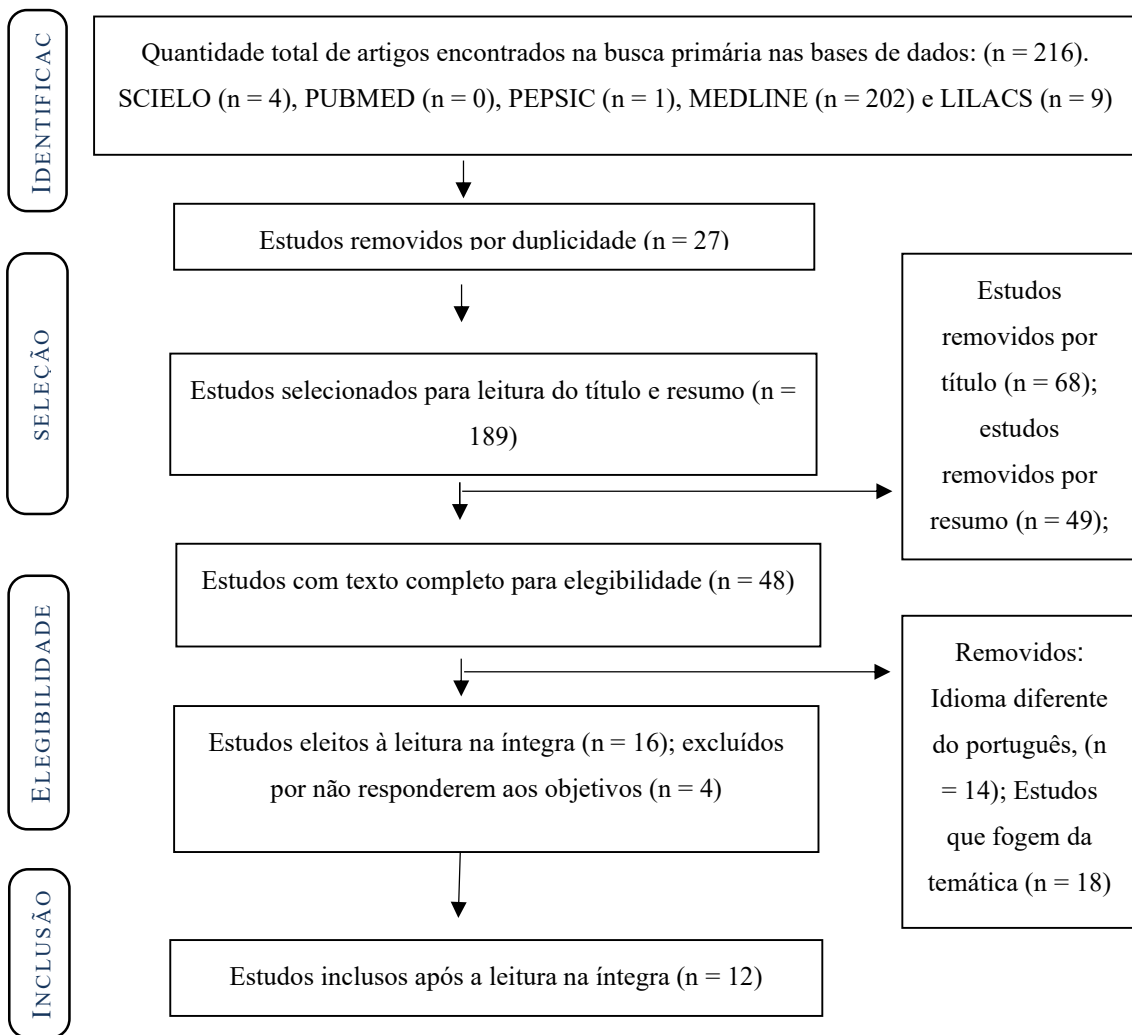 IDENTIFICAC
Quantidade total de artigos encontrados na busca primária nas bases de dados: (n = 216).
SCIELO (n = 4), PUBMED (n = 0), PEPSIC (n = 1), MEDLINE (n = 202) e LILACS (n = 9)
Estudos removidos por duplicidade (n = 27)
SELEÇÃO
Estudos selecionados para leitura do título e resumo (n =
189)
Estudos
removidos por
título (n = 68);
estudos
removidos por
resumo (n = 49);
ELEGIBILIDADE
Estudos com texto completo para elegibilidade (n = 48)
Removidos:
Idioma diferente
do português, (n
= 14); Estudos
que fogem da
temática (n = 18)
Estudos eleitos à leitura na íntegra (n = 16); excluídos
por não responderem aos objetivos (n = 4)
INCLUSÃO
Estudos inclusos após a leitura na íntegra (n = 12)